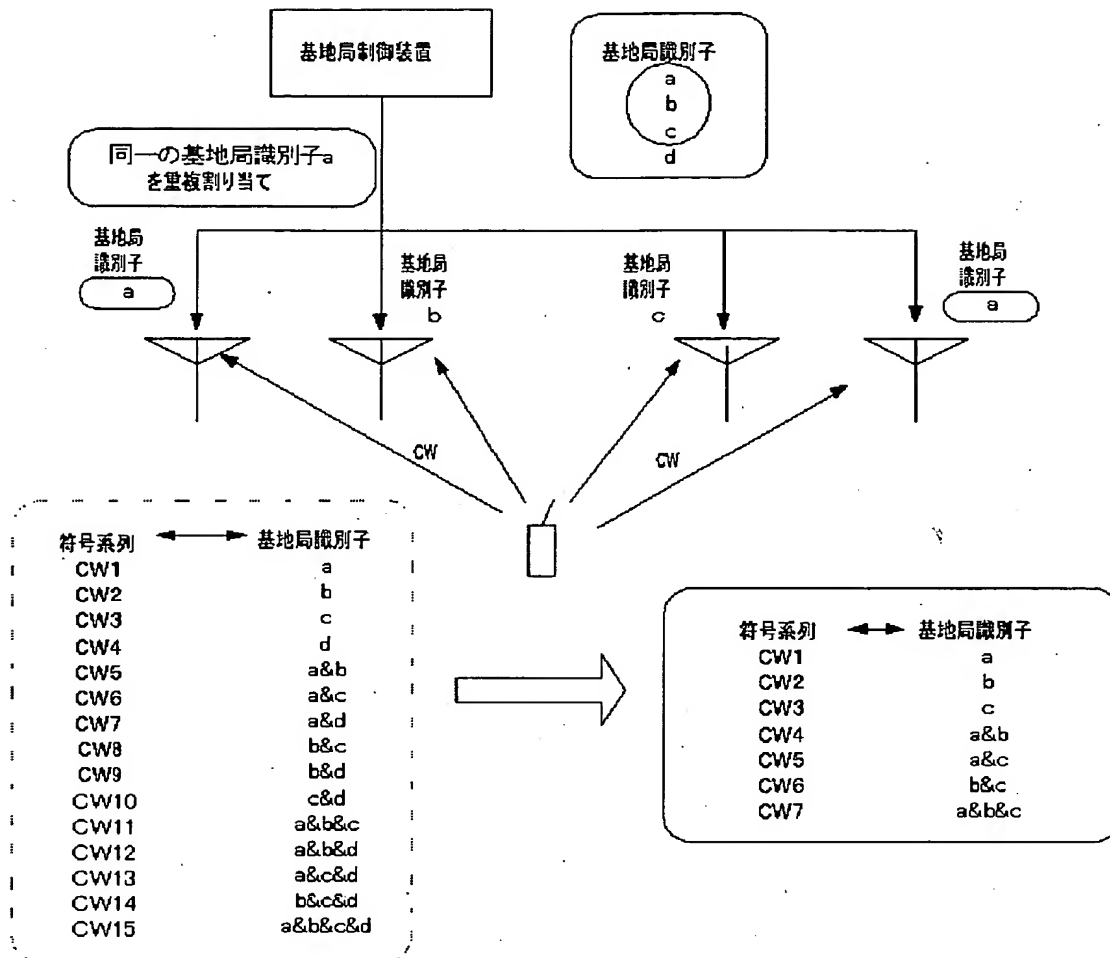 基地局制御装置
基地局識別子
a
b
c
d
同一の基地局識別子a
を重複割り当て
基地局
識別子
a
基地局
識別子
b
基地局
識別子
c
基地局
識別子
a
CW
CW
符号系列 基地局識別子
CW1 a
CW2 b
CW3 c
CW4 d
CW5 a&b
CW6 a&c
CW7 a&d
CW8 b&c
CW9 b&d
CW10 c&d
CW11 a&b&c
CW12 a&b&d
CW13 a&c&d
CW14 b&c&d
CW15 a&b&c&d
符号系列 基地局識別子
CW1 a
CW2 b
CW3 c
CW4 a&b
CW5 a&c
CW6 b&c
CW7 a&b&c